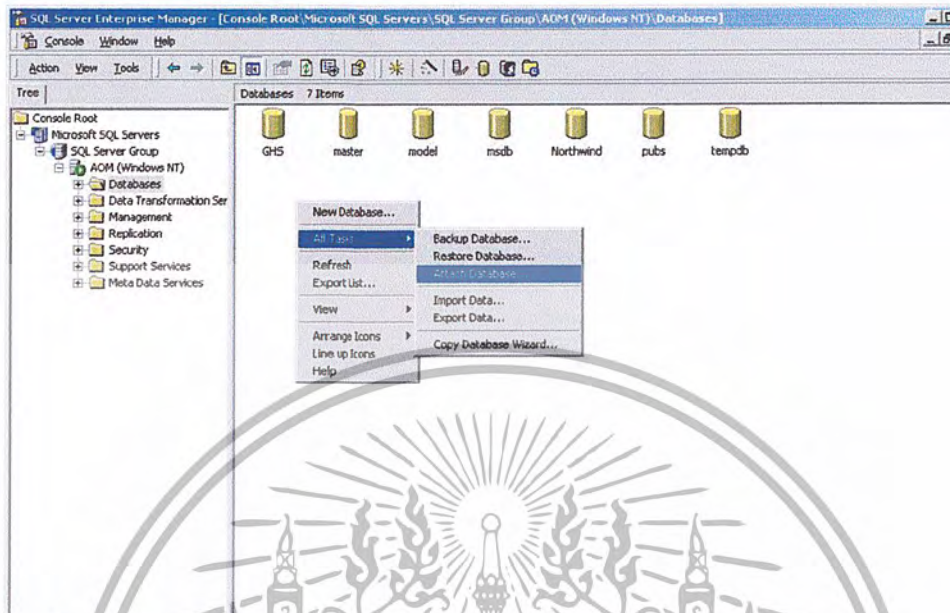 SQL Server Enterprise Manager - [Console Root\Microsoft SQL Servers\SQL Server Group\AOM (Windows NT)\Databases]
Console Window Help
Action View Tools
Tree
Databases 7 Items
Console Root
Microsoft SQL Servers
SQL Server Group
AOM (Windows NT)
Databases
Data Transformation Ser
Management
Replication
Security
Support Services
Meta Data Services
GHS master model msdb Northwind pubs tempdb
New Database...
All Tasks
Refresh
Export List...
View
Arrange Icons
Line up Icons
Help
Backup Database...
Restore Database...
Attach Database...
Import Data...
Export Data...
Copy Database Wizard...